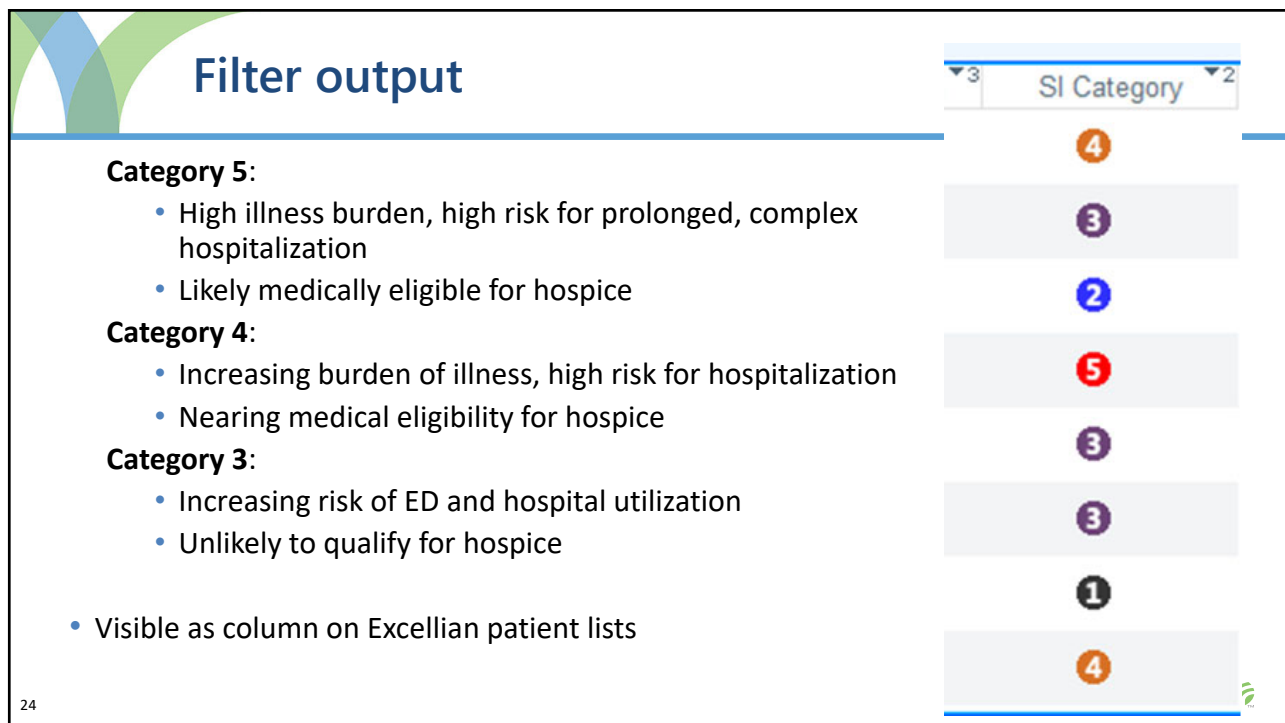 Filter output
Category 5:
• High illness burden, high risk for prolonged, complex
hospitalization
• Likely medically eligible for hospice
Category 4:
• Increasing burden of illness, high risk for hospitalization
• Nearing medical eligibility for hospice
Category 3:
• Increasing risk of ED and hospital utilization
• Unlikely to qualify for hospice
• Visible as column on Excellian patient lists
24
▼3 SI Category ▼2
4
3
2
5
3
3
1
4